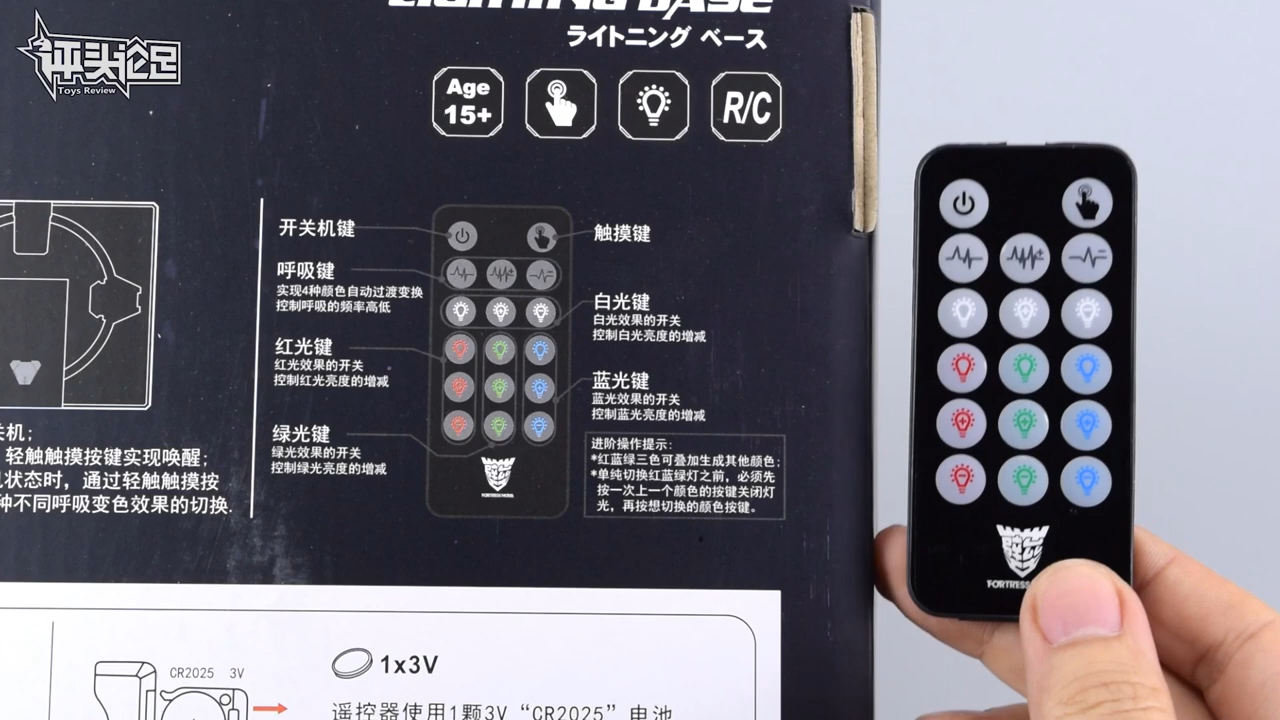 评头论足
Toys Review
LIGHTNING BASE
ライトニング ベース
Age
15+
R/C
开关机键
触摸键
呼吸键
实现4种颜色自动过渡变换
控制呼吸的频率高低
白光键
白光效果的开关
控制白光亮度的增减
红光键
红光效果的开关
控制红光亮度的增减
蓝光键
蓝光效果的开关
控制蓝光亮度的增减
绿光键
绿光效果的开关
控制绿光亮度的增减
进阶操作提示:
*红蓝绿三色可叠加生成其他颜色;
*单纯切换红蓝绿灯之前，必须先
按一次上一个颜色的按键关闭灯
光，再按想切换的颜色按键。
关机;
轻触触摸按键实现唤醒;
机状态时，通过轻触触摸按
种不同呼吸变色效果的切换.
CR2025 3V
1x3V
遥控器使用1颗3V“CR2025”电池
FORTRESS